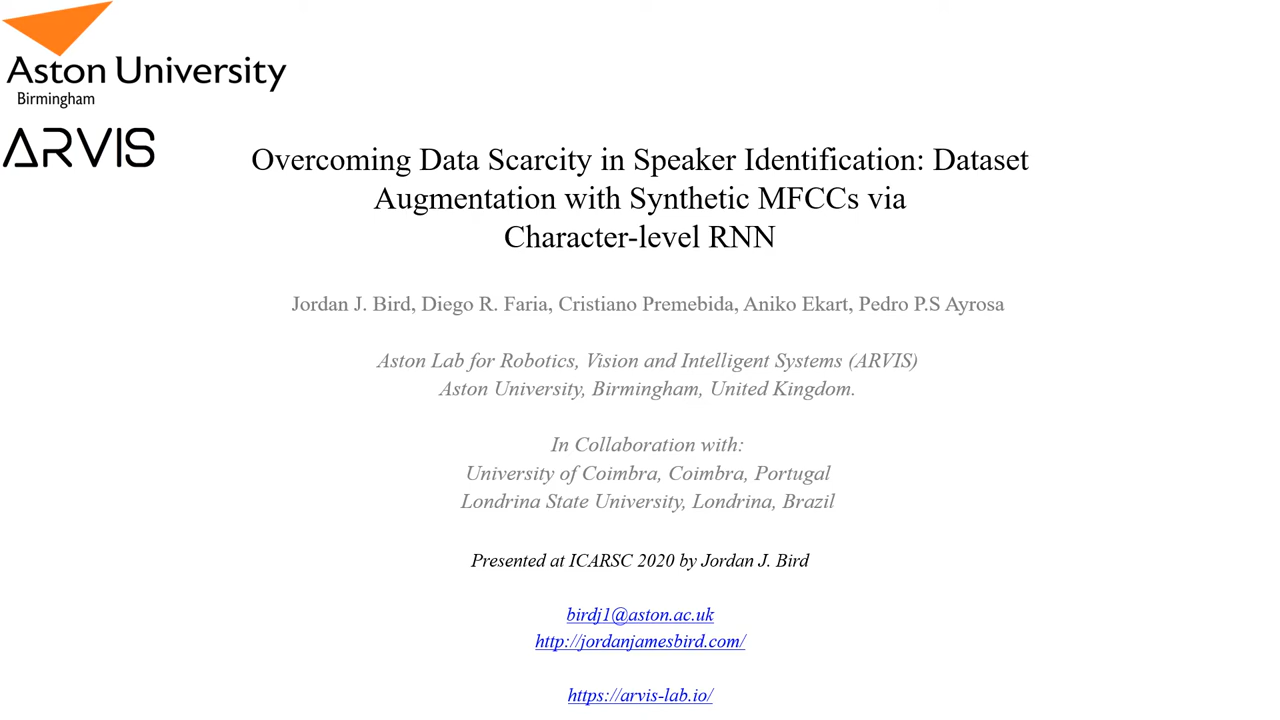 Aston University
Birmingham
ARVIS
Overcoming Data Scarcity in Speaker Identification: Dataset
Augmentation with Synthetic MFCCs via
Character-level RNN
Jordan J. Bird, Diego R. Faria, Cristiano Premebida, Aniko Ekart, Pedro P.S Ayrosa
Aston Lab for Robotics, Vision and Intelligent Systems (ARVIS)
Aston University, Birmingham, United Kingdom.
In Collaboration with:
University of Coimbra, Coimbra, Portugal
Londrina State University, Londrina, Brazil
Presented at ICARSC 2020 by Jordan J. Bird
birdj1@aston.ac.uk
http://jordanjamesbird.com/
https://arvis-lab.io/